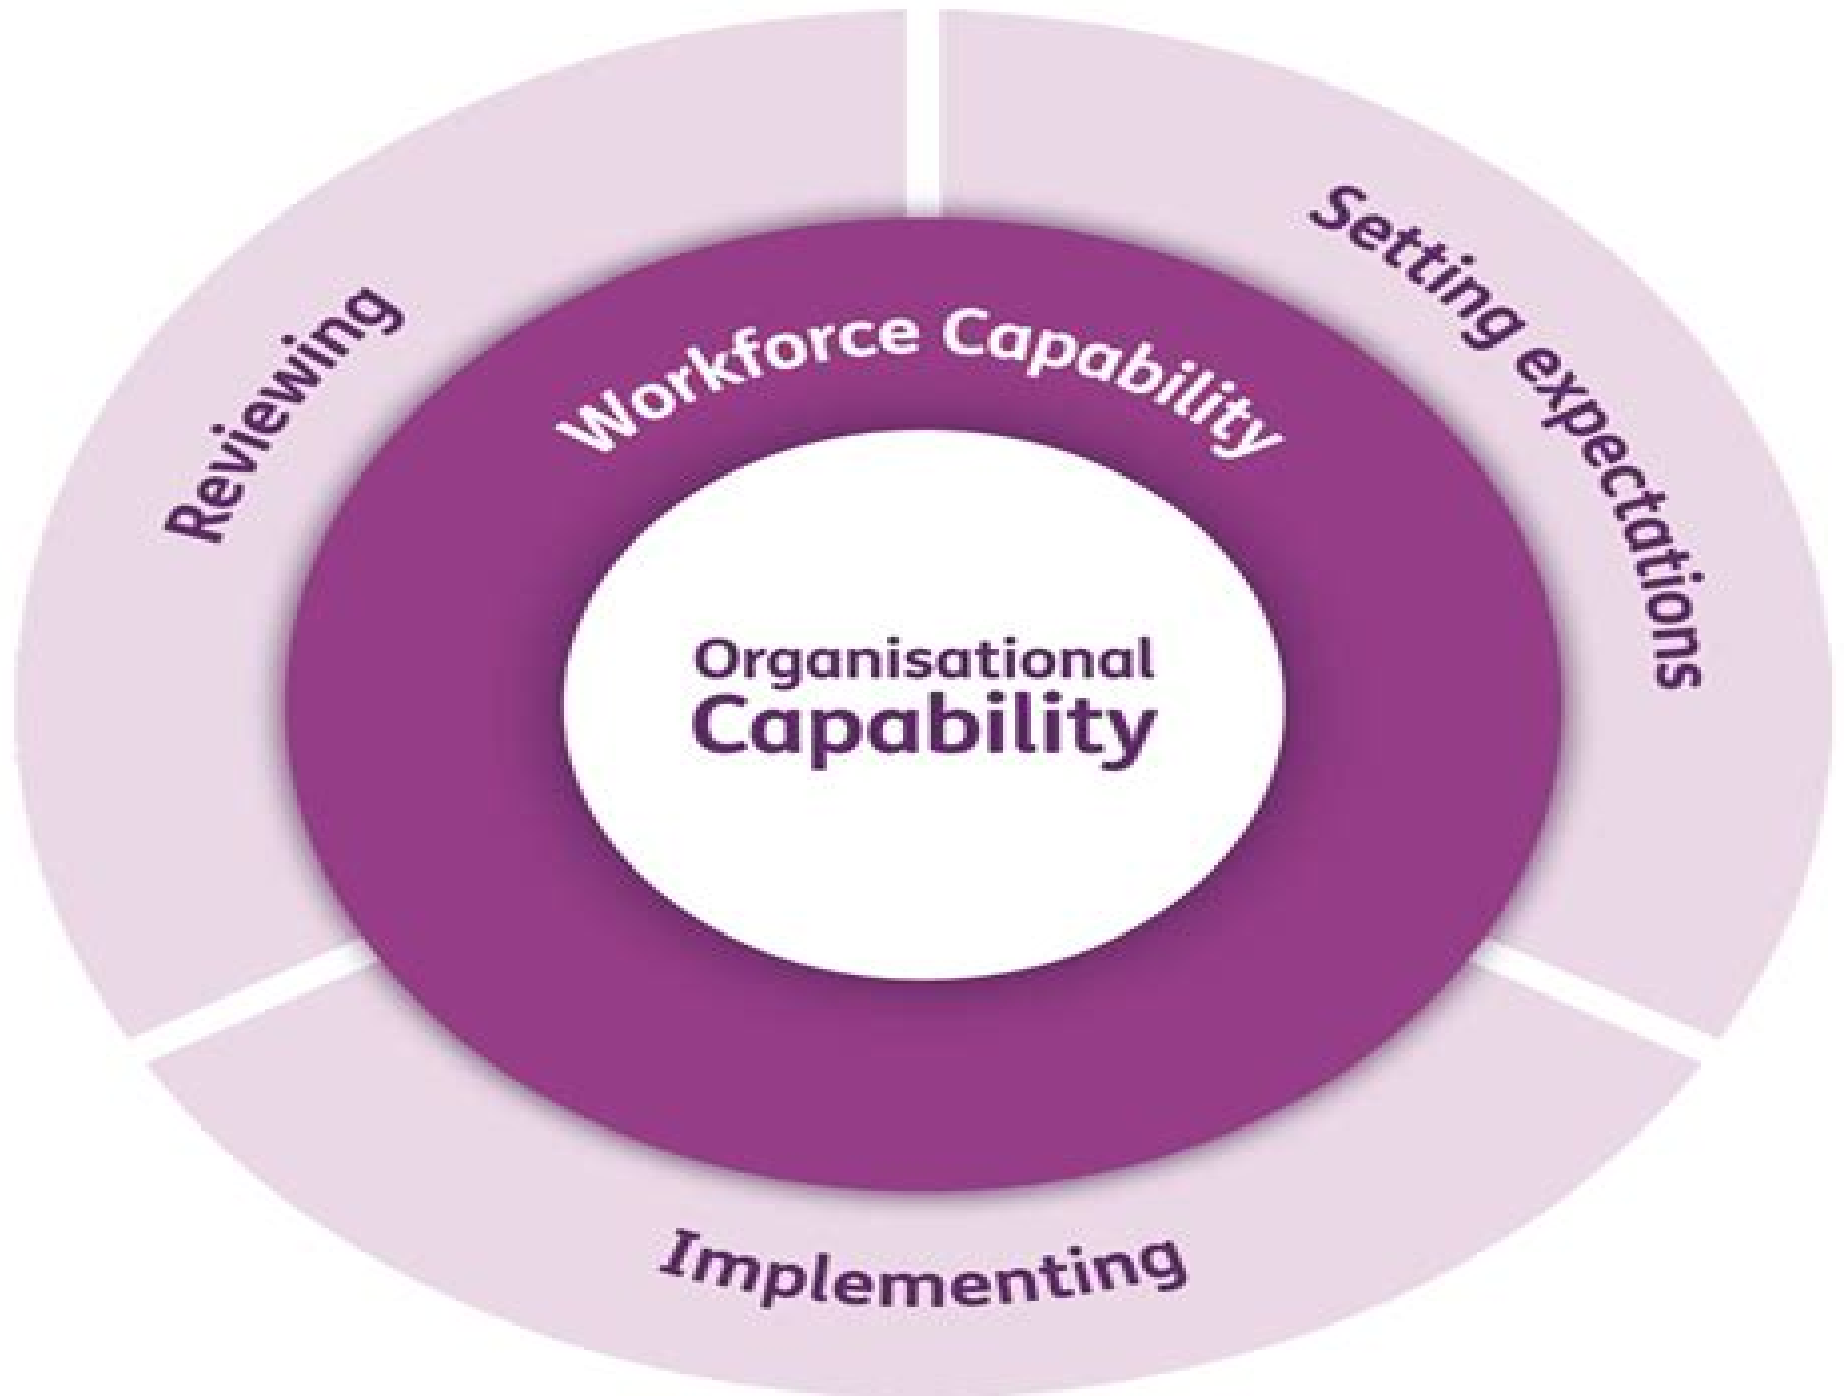 Setting expectations
Reviewing
Workforce Capability
Organisational
Capability
Implementing